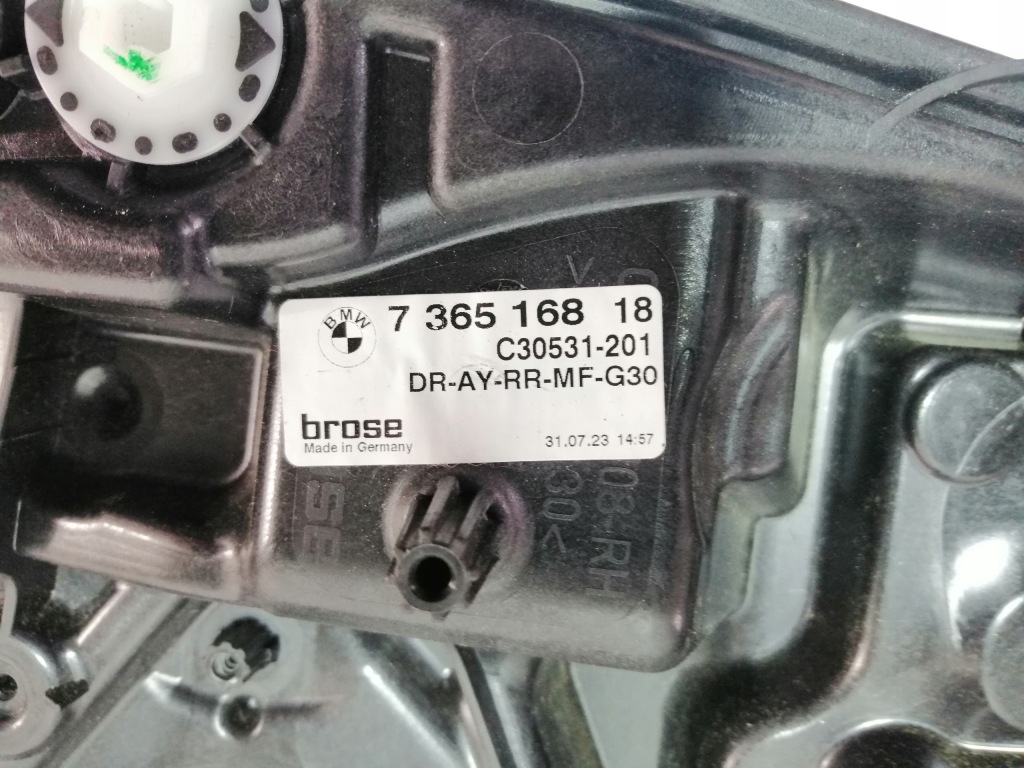 BMW
7 365 168 18
C30531-201
DR-AY-RR-MF-G30
brose
Made in Germany
31.07.23 14:57